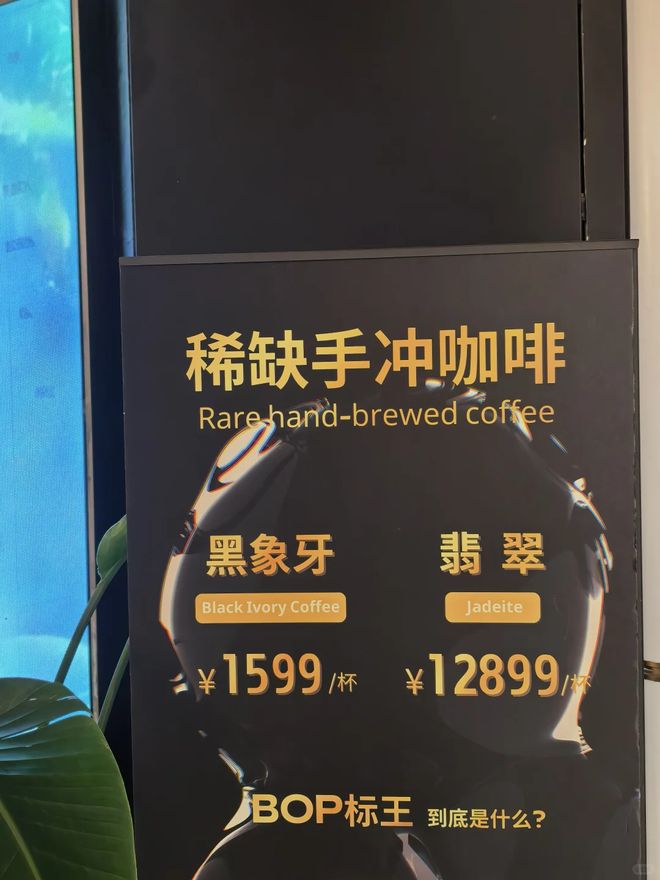 稀缺手冲咖啡
Rare hand-brewed coffee
黑象牙
Black Ivory Coffee
¥1599/杯
翡翠
Jadeite
¥12899/杯
BOP标王 到底是什么?